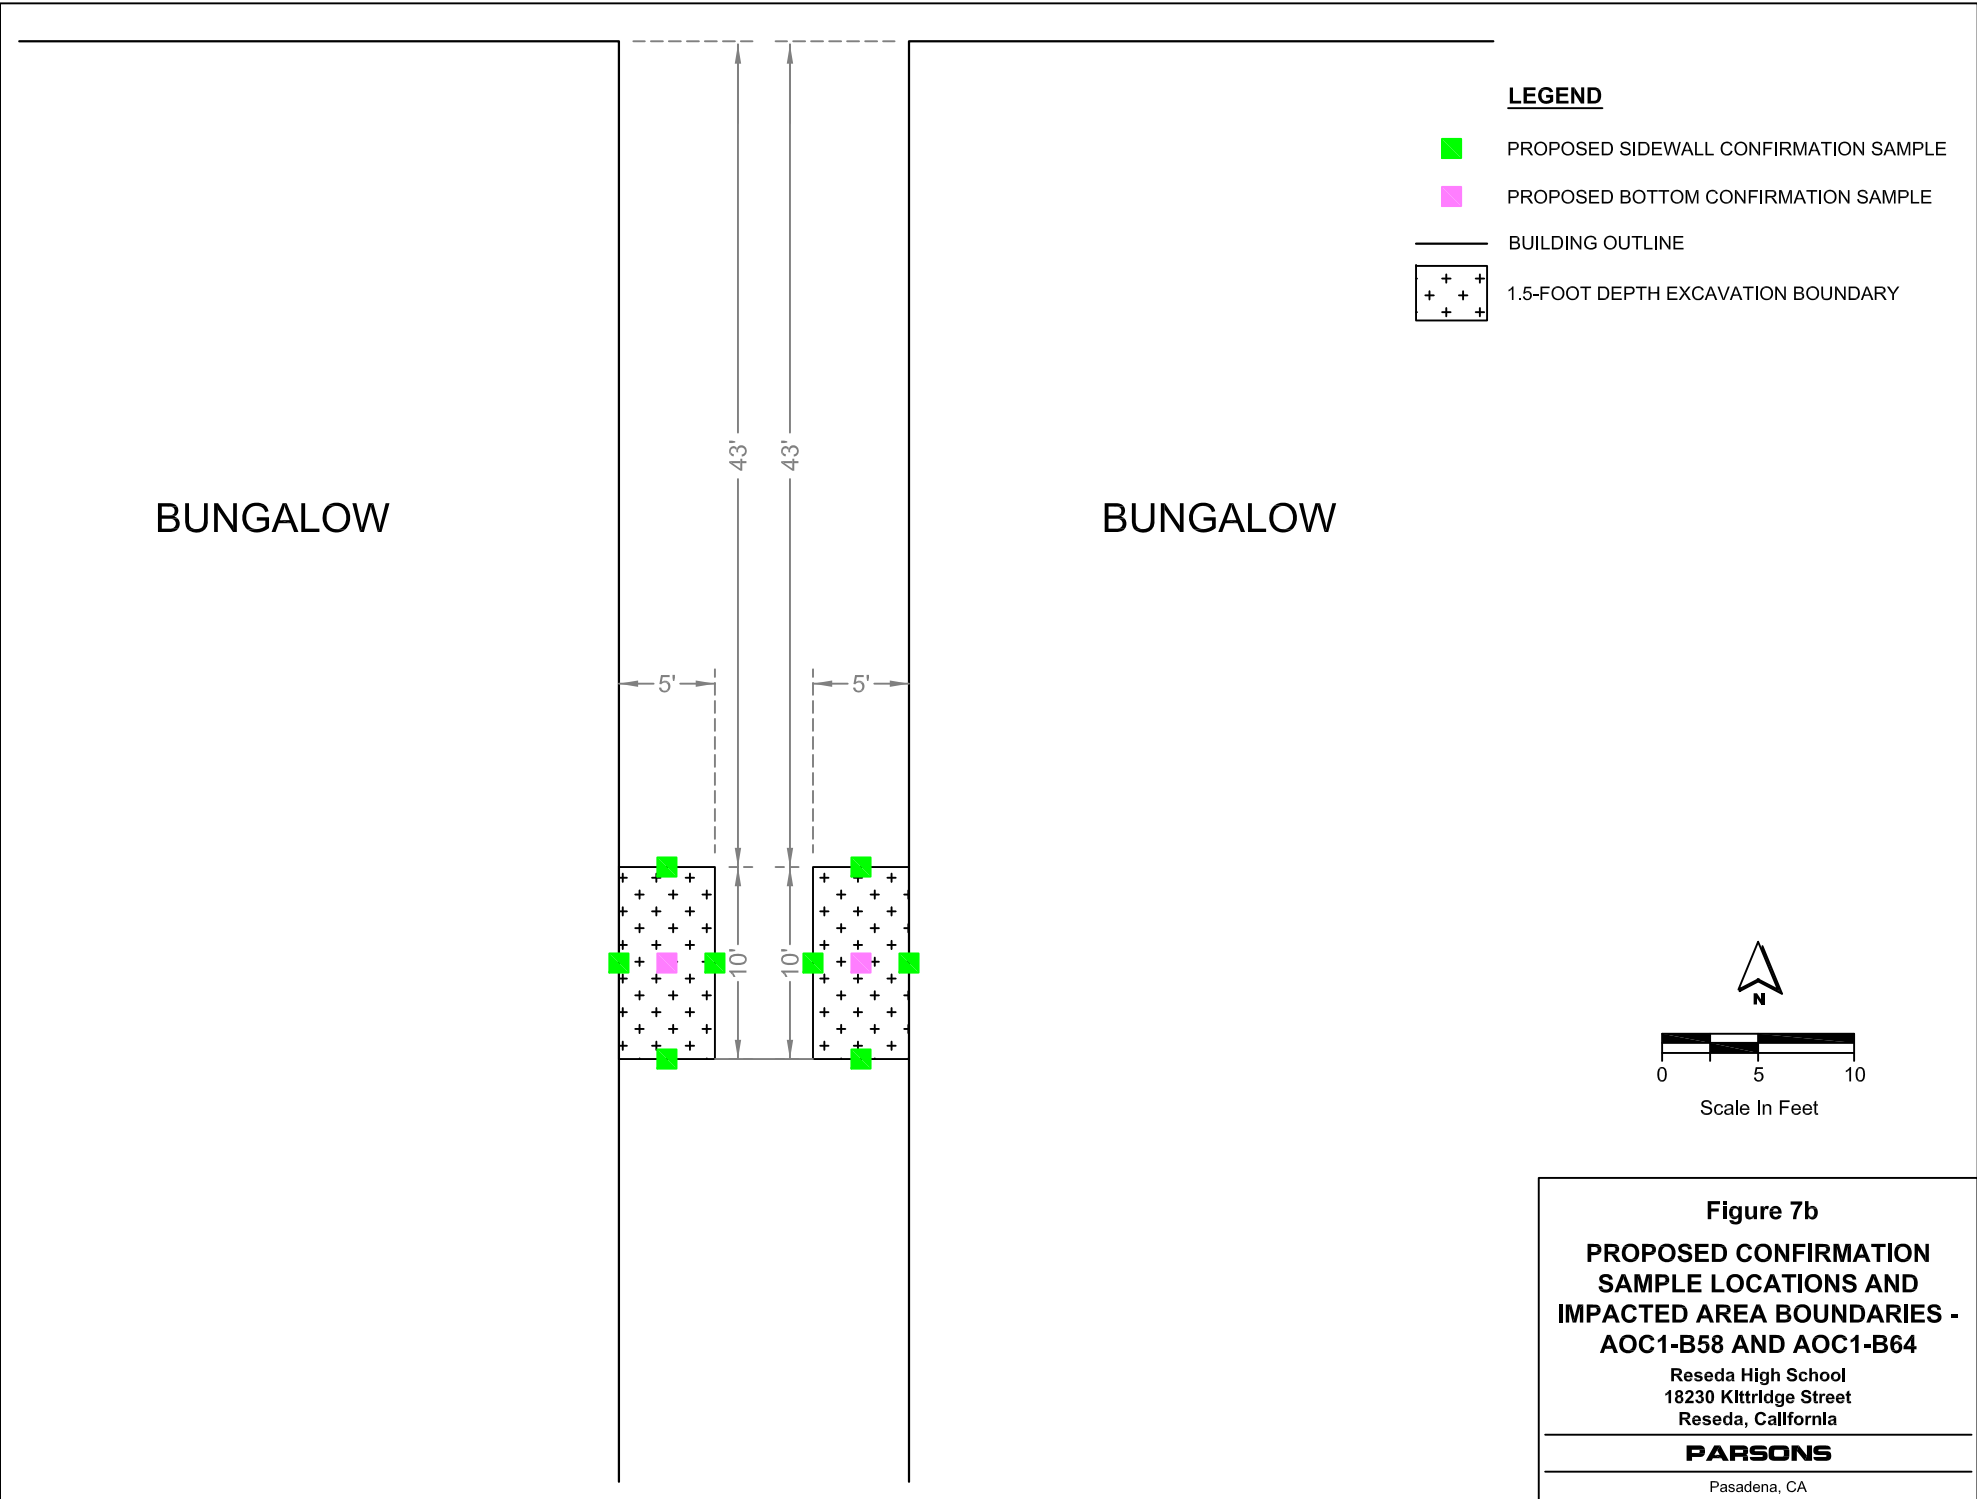 LEGEND
PROPOSED SIDEWALL CONFIRMATION SAMPLE
PROPOSED BOTTOM CONFIRMATION SAMPLE
BUILDING OUTLINE
1.5-FOOT DEPTH EXCAVATION BOUNDARY
43' 43'
BUNGALOW BUNGALOW
5' 5'
10' 10'
N
0 5 10
Scale In Feet
Figure 7b
PROPOSED CONFIRMATION
SAMPLE LOCATIONS AND
IMPACTED AREA BOUNDARIES -
AOC1-B58 AND AOC1-B64
Reseda High School
18230 Kittridge Street
Reseda, California
PARSONS
Pasadena, CA